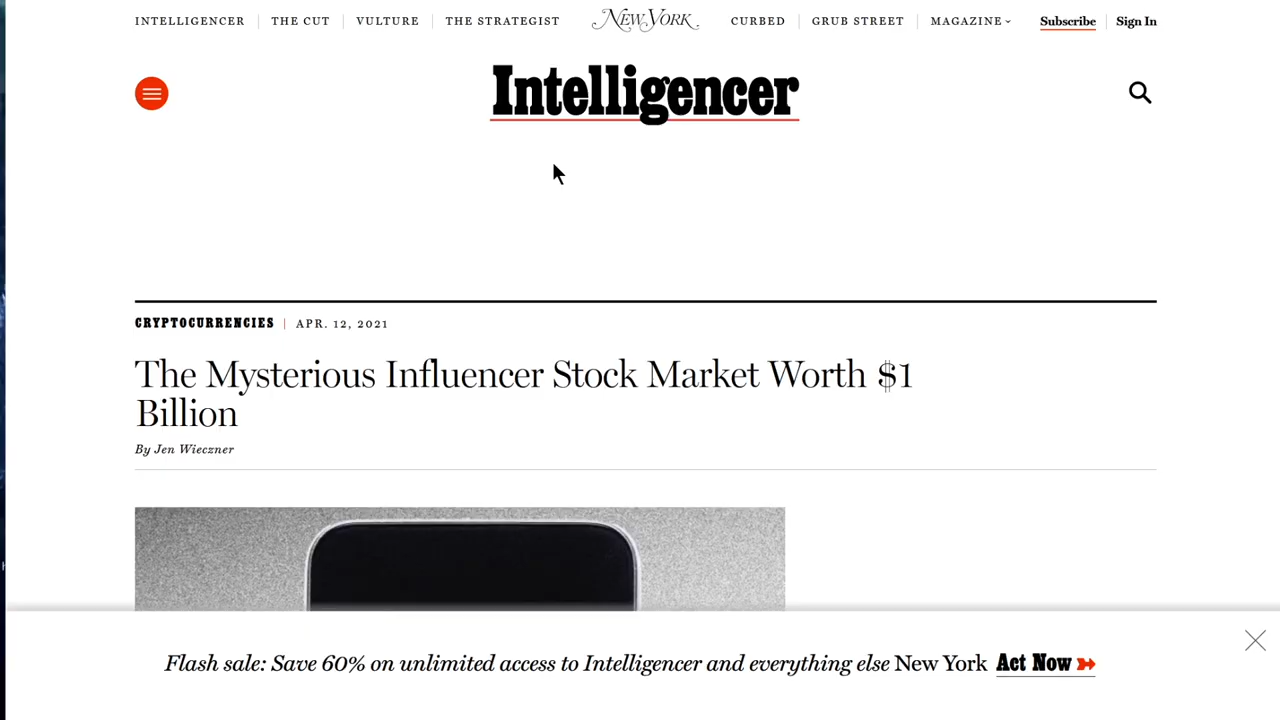 INTELLIGENCER THE CUT VULTURE THE STRATEGIST NEW YORK CURBED GRUB STREET MAGAZINE Subscribe Sign In
Intelligencer
CRYPTOCURRENCIES | APR. 12, 2021
The Mysterious Influencer Stock Market Worth $1
Billion
By Jen Wieczner
Flash sale: Save 60% on unlimited access to Intelligencer and everything else New York Act Now